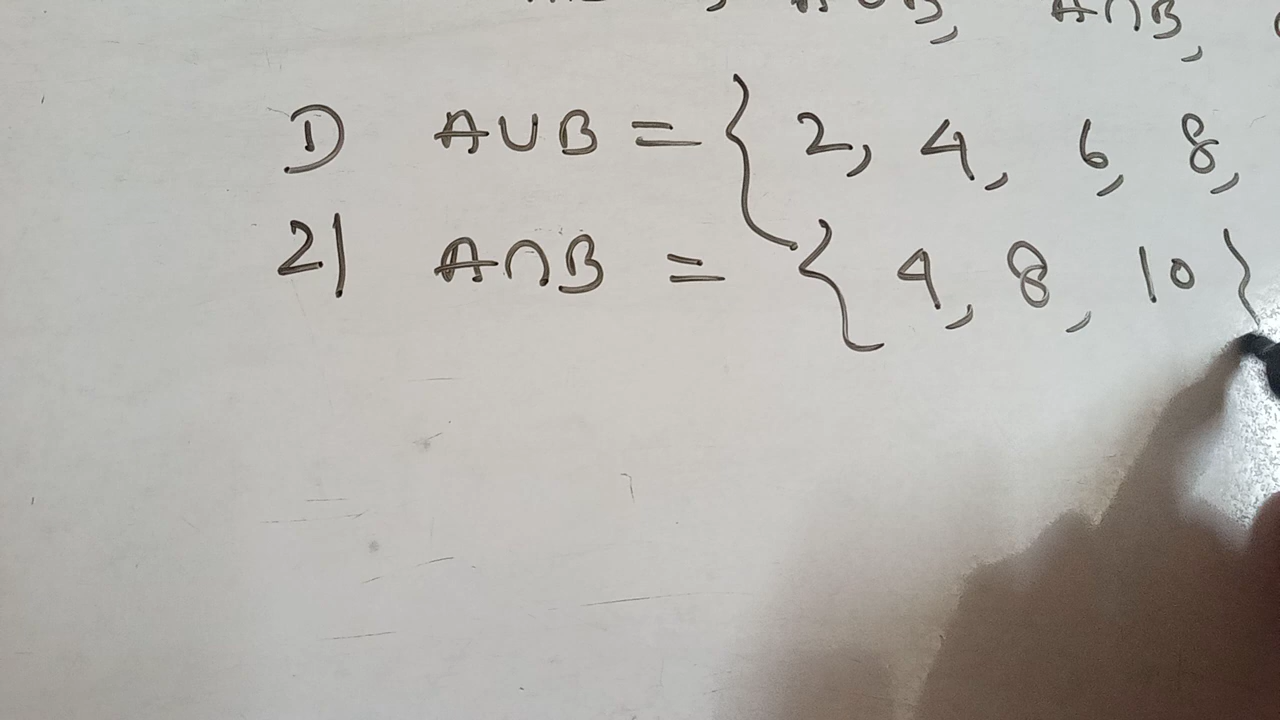 A∪B, A∩B,
1) A∪B = { 2, 4, 6, 8,
2) A∩B = { 4, 8, 10 }